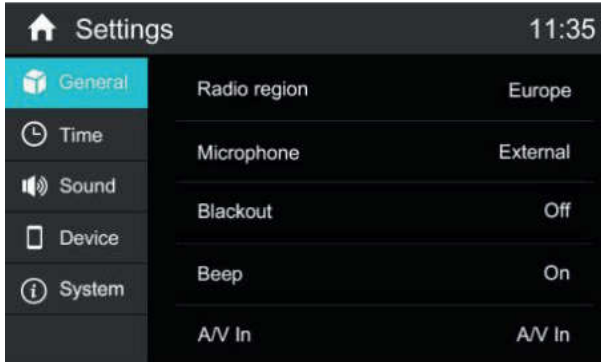 Settings 11:35
General
Time
Sound
Device
System
Radio region Europe
Microphone External
Blackout Off
Beep On
A/V In A/V In